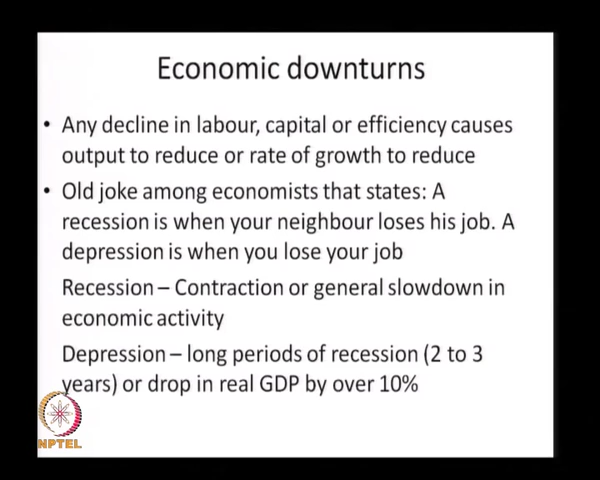 Economic downturns
• Any decline in labour, capital or efficiency causes
output to reduce or rate of growth to reduce
• Old joke among economists that states: A
recession is when your neighbour loses his job. A
depression is when you lose your job
Recession – Contraction or general slowdown in
economic activity
Depression – long periods of recession (2 to 3
years) or drop in real GDP by over 10%
NPTEL